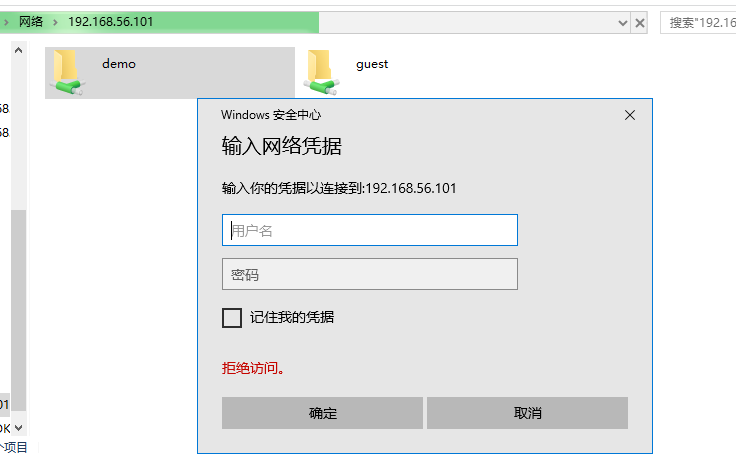 网络 192.168.56.101
搜索"192.16
demo
guest
58
58
Windows 安全中心
输入网络凭据
输入你的凭据以连接到:192.168.56.101
用户名
密码
记住我的凭据
拒绝访问。
确定
取消
01
OK
个项目